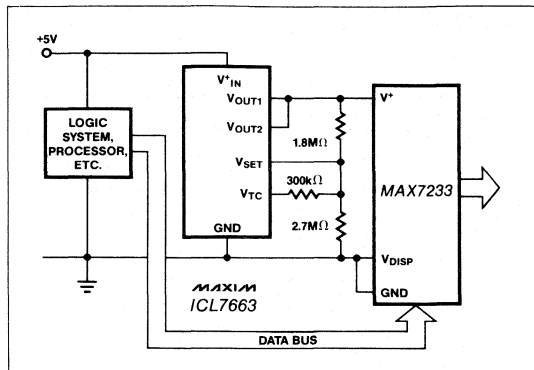 +5V
V+IN
VOUT1
VOUT2
VSET
VTC
GND
LOGIC
SYSTEM,
PROCESSOR,
ETC.
1.8MΩ
300kΩ
2.7MΩ
V+
MAX7233
VDISP
GND
MAXIM
ICL7663
DATA BUS